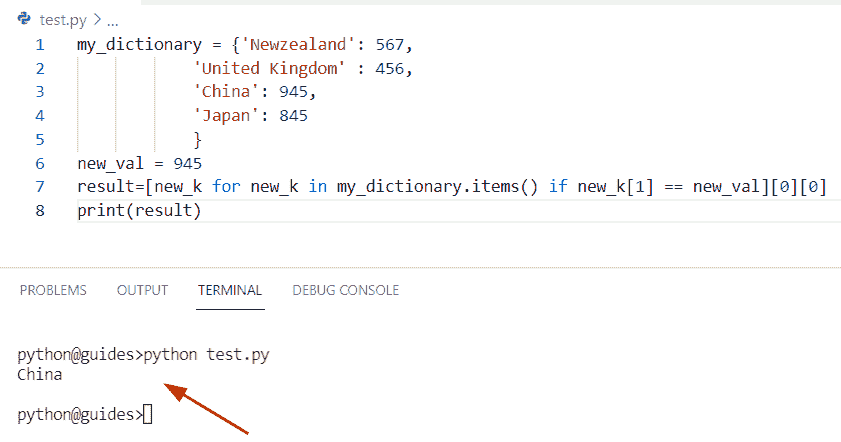 test.py > ...
1 my_dictionary = {'Newzealand': 567,
2 'United Kingdom' : 456,
3 'China': 945,
4 'Japan': 845
5 }
6 new_val = 945
7 result=[new_k for new_k in my_dictionary.items() if new_k[1] == new_val][0][0]
8 print(result)
PROBLEMS OUTPUT TERMINAL DEBUG CONSOLE
python@guides>python test.py
China
python@guides>